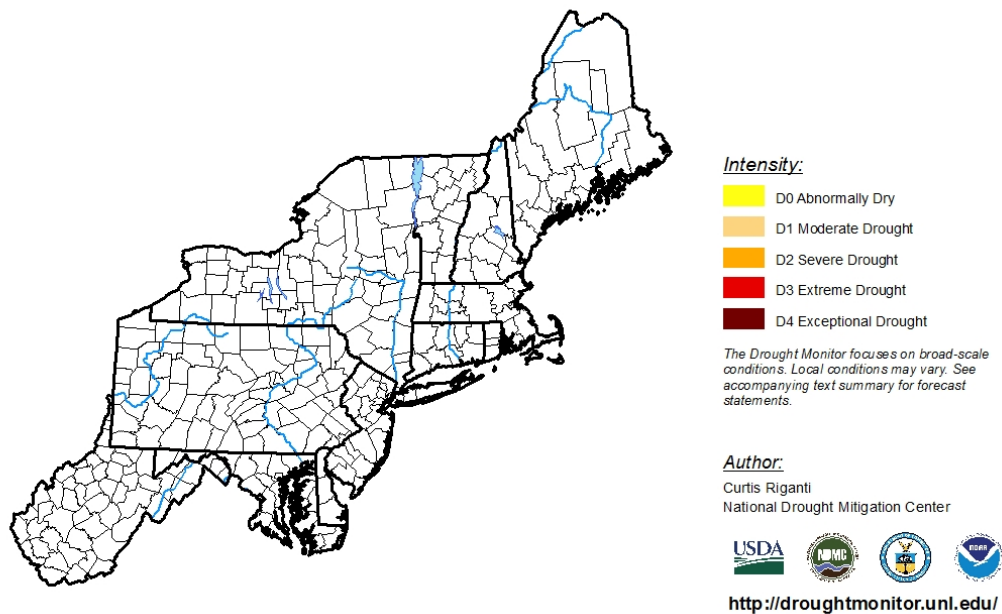 Intensity:
D0 Abnormally Dry
D1 Moderate Drought
D2 Severe Drought
D3 Extreme Drought
D4 Exceptional Drought
The Drought Monitor focuses on broad-scale
conditions. Local conditions may vary. See
accompanying text summary for forecast
statements.
Author:
Curtis Riganti
National Drought Mitigation Center
USDA
NDMC
NOAA
http://droughtmonitor.unl.edu/